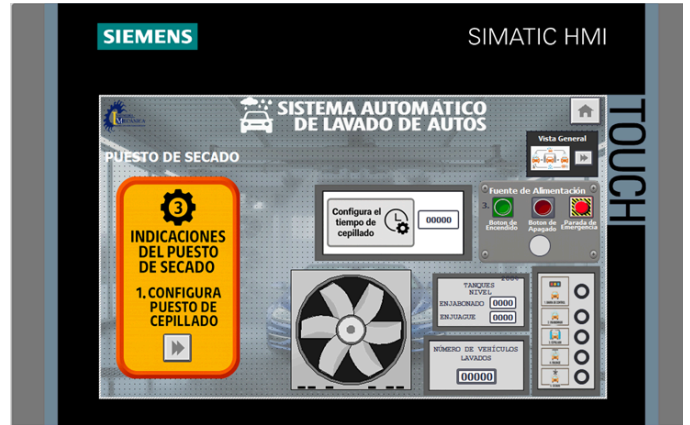 SIEMENS
SIMATIC HMI
TOUCH
SISTEMA AUTOMÁTICO
DE LAVADO DE AUTOS
Vista General
PUESTO DE SECADO
3
INDICACIONES
DEL PUESTO
DE SECADO
1. CONFIGURA
PUESTO DE
CEPILLADO
Configura el
tiempo de
cepillado
00000
Fuente de Alimentación
3.
Boton de
Encendido
Boton de
Apagado
Parada de
Emergencia
TANQUES
NIVEL
ENJABONADO 0000
ENJUAGUE 0000
NÚMERO DE VEHÍCULOS
LAVADOS
00000